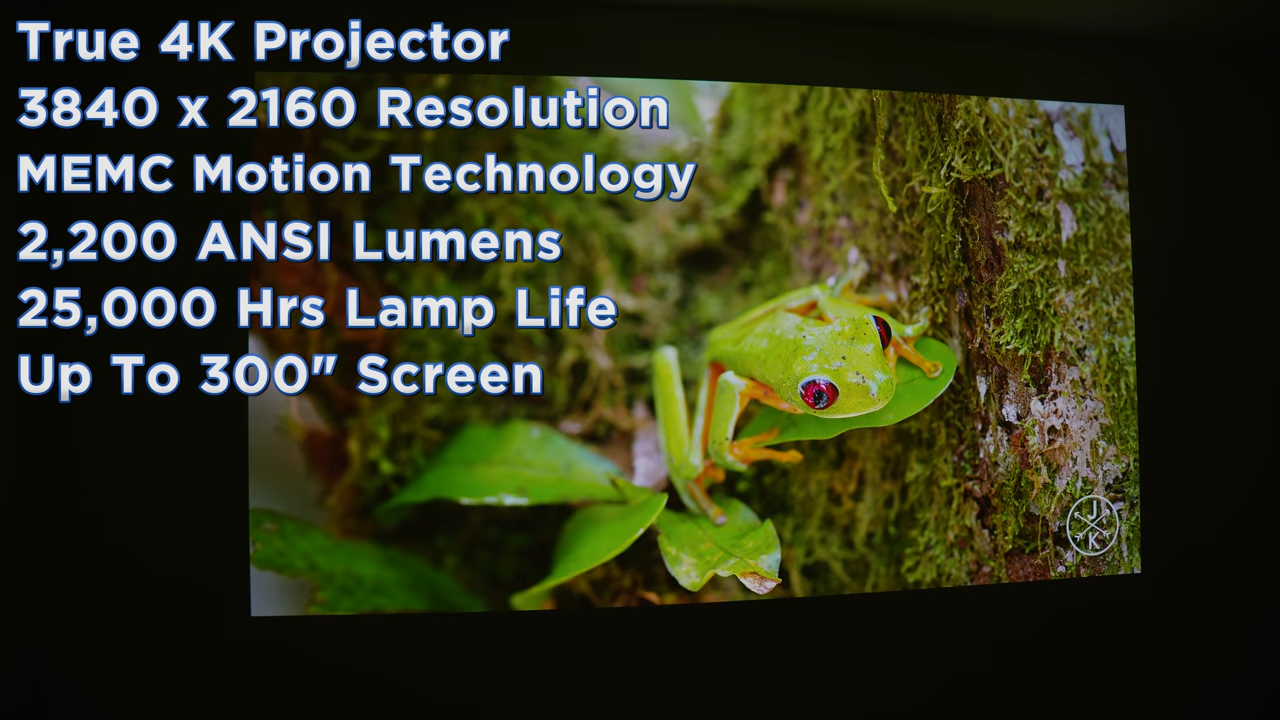 True 4K Projector
3840 x 2160 Resolution
MEMC Motion Technology
2,200 ANSI Lumens
25,000 Hrs Lamp Life
Up To 300" Screen
J
K